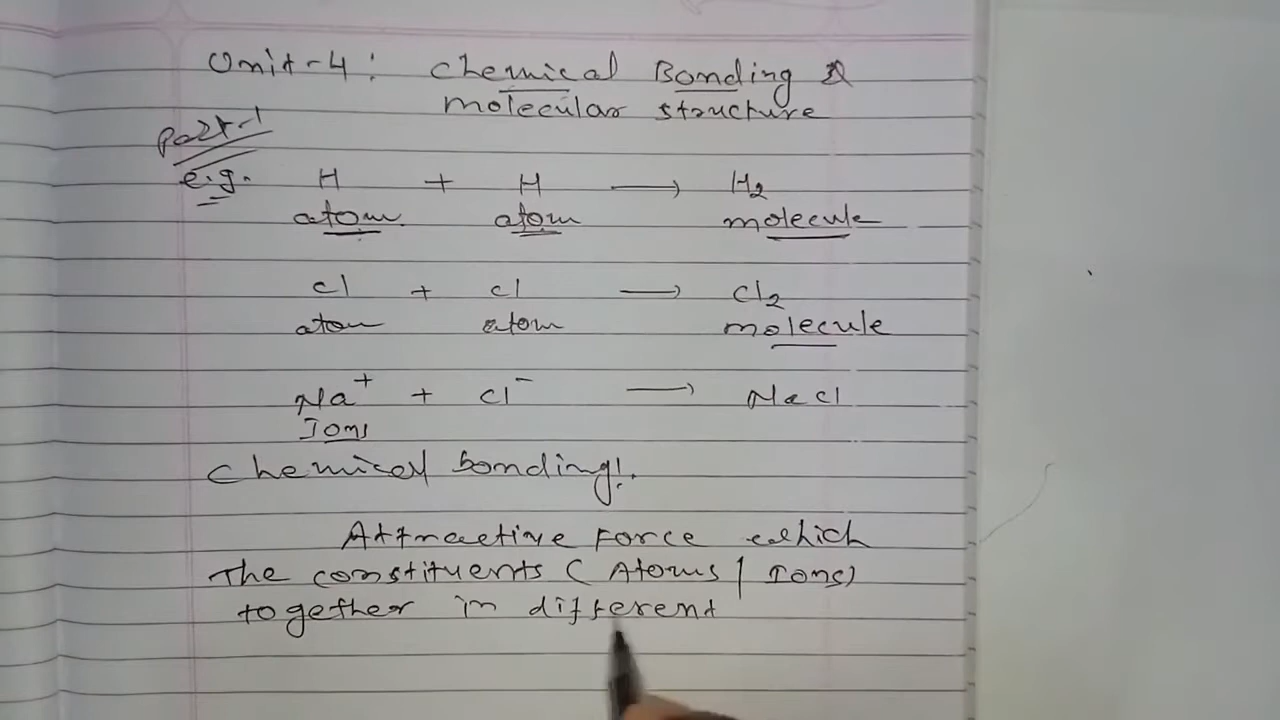 Unit-4: Chemical Bonding &
molecular structure
Part-1
e.g. H + H → H2
atom atom molecule
Cl + Cl → Cl2
atom atom molecule
Na+ + Cl- → NaCl
Ions
Chemical bonding:-
Attractive Force which
The constituents (Atoms / Ions)
together in different